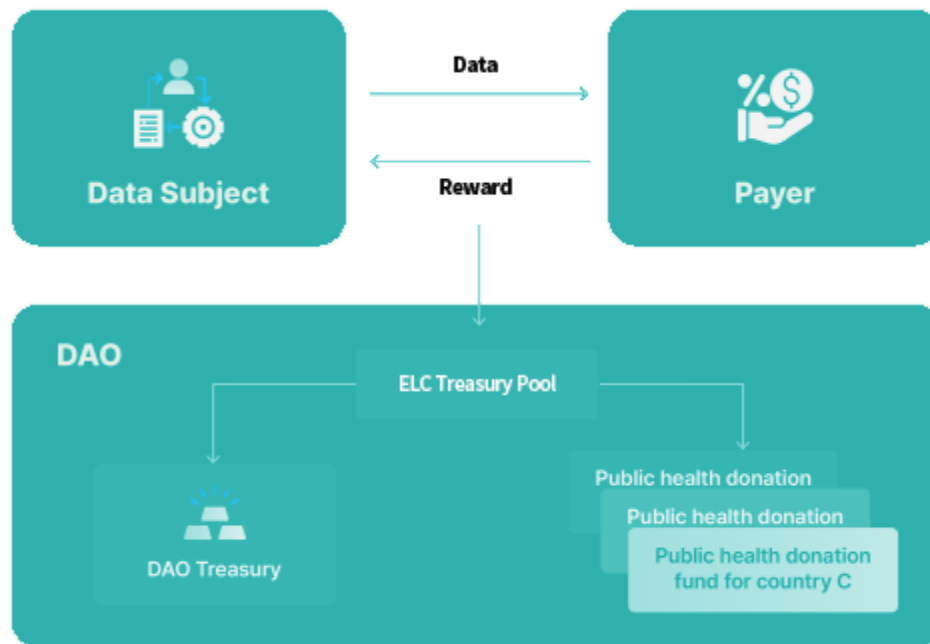 Data
Data Subject
Reward
Payer
DAO
ELC Treasury Pool
DAO Treasury
Public health donation
Public health donation
Public health donation
fund for country C